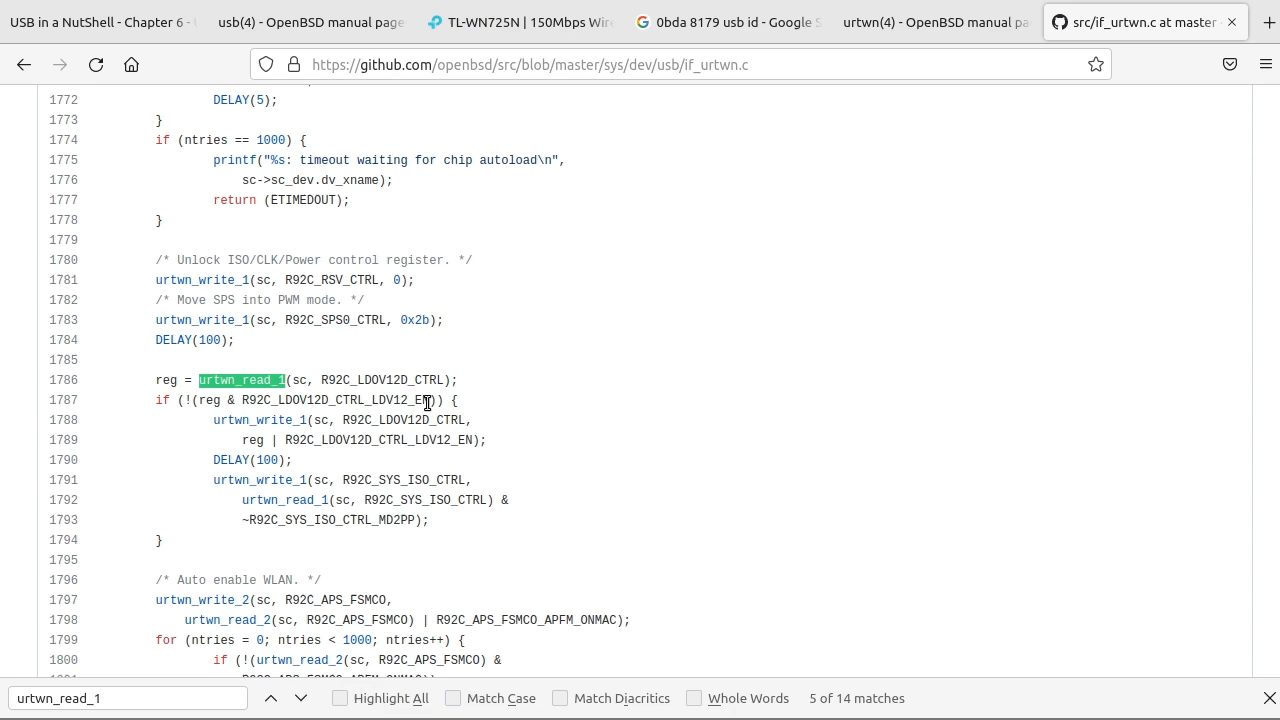 USB in a NutShell - Chapter 6 -
usb(4) - OpenBSD manual page
TL-WN725N | 150Mbps Wir
0bda 8179 usb id - Google S
urtwn(4) - OpenBSD manual pa
src/if_urtwn.c at master
https://github.com/openbsd/src/blob/master/sys/dev/usb/if_urtwn.c
1772 DELAY(5);
1773 }
1774 if (ntries == 1000) {
1775 printf("%s: timeout waiting for chip autoload\n",
1776 sc->sc_dev.dv_xname);
1777 return (ETIMEDOUT);
1778 }
1779
1780 /* Unlock ISO/CLK/Power control register. */
1781 urtwn_write_1(sc, R92C_RSV_CTRL, 0);
1782 /* Move SPS into PWM mode. */
1783 urtwn_write_1(sc, R92C_SPS0_CTRL, 0x2b);
1784 DELAY(100);
1785
1786 reg = urtwn_read_1(sc, R92C_LDOV12D_CTRL);
1787 if (!(reg & R92C_LDOV12D_CTRL_LDV12_EN)) {
1788 urtwn_write_1(sc, R92C_LDOV12D_CTRL,
1789 reg | R92C_LDOV12D_CTRL_LDV12_EN);
1790 DELAY(100);
1791 urtwn_write_1(sc, R92C_SYS_ISO_CTRL,
1792 urtwn_read_1(sc, R92C_SYS_ISO_CTRL) &
1793 ~R92C_SYS_ISO_CTRL_MD2PP);
1794 }
1795
1796 /* Auto enable WLAN. */
1797 urtwn_write_2(sc, R92C_APS_FSMCO,
1798 urtwn_read_2(sc, R92C_APS_FSMCO) | R92C_APS_FSMCO_APFM_ONMAC);
1799 for (ntries = 0; ntries < 1000; ntries++) {
1800 if (!(urtwn_read_2(sc, R92C_APS_FSMCO) &
urtwn_read_1
Highlight All
Match Case
Match Diacritics
Whole Words
5 of 14 matches